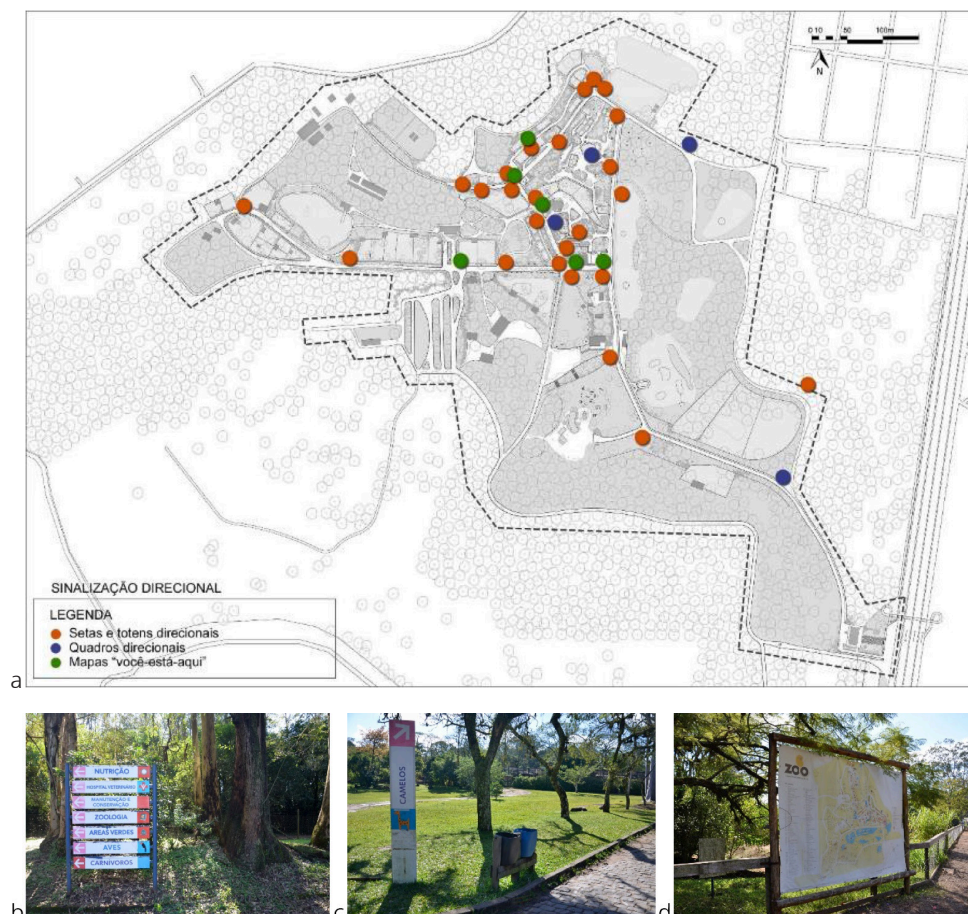 0 10 50 100m
N
SINALIZAÇÃO DIRECIONAL
LEGENDA
Setas e totens direcionais
Quadros direcionais
Mapas "você-está-aqui"
a
NUTRIÇÃO
HOSPITAL VETERINÁRIO
MANUTENÇÃO E
CONSERVAÇÃO
ZOOLOGIA
ÁREAS VERDES
AVES
CARNÍVOROS
b
CAMELOS
c
ZOO
d